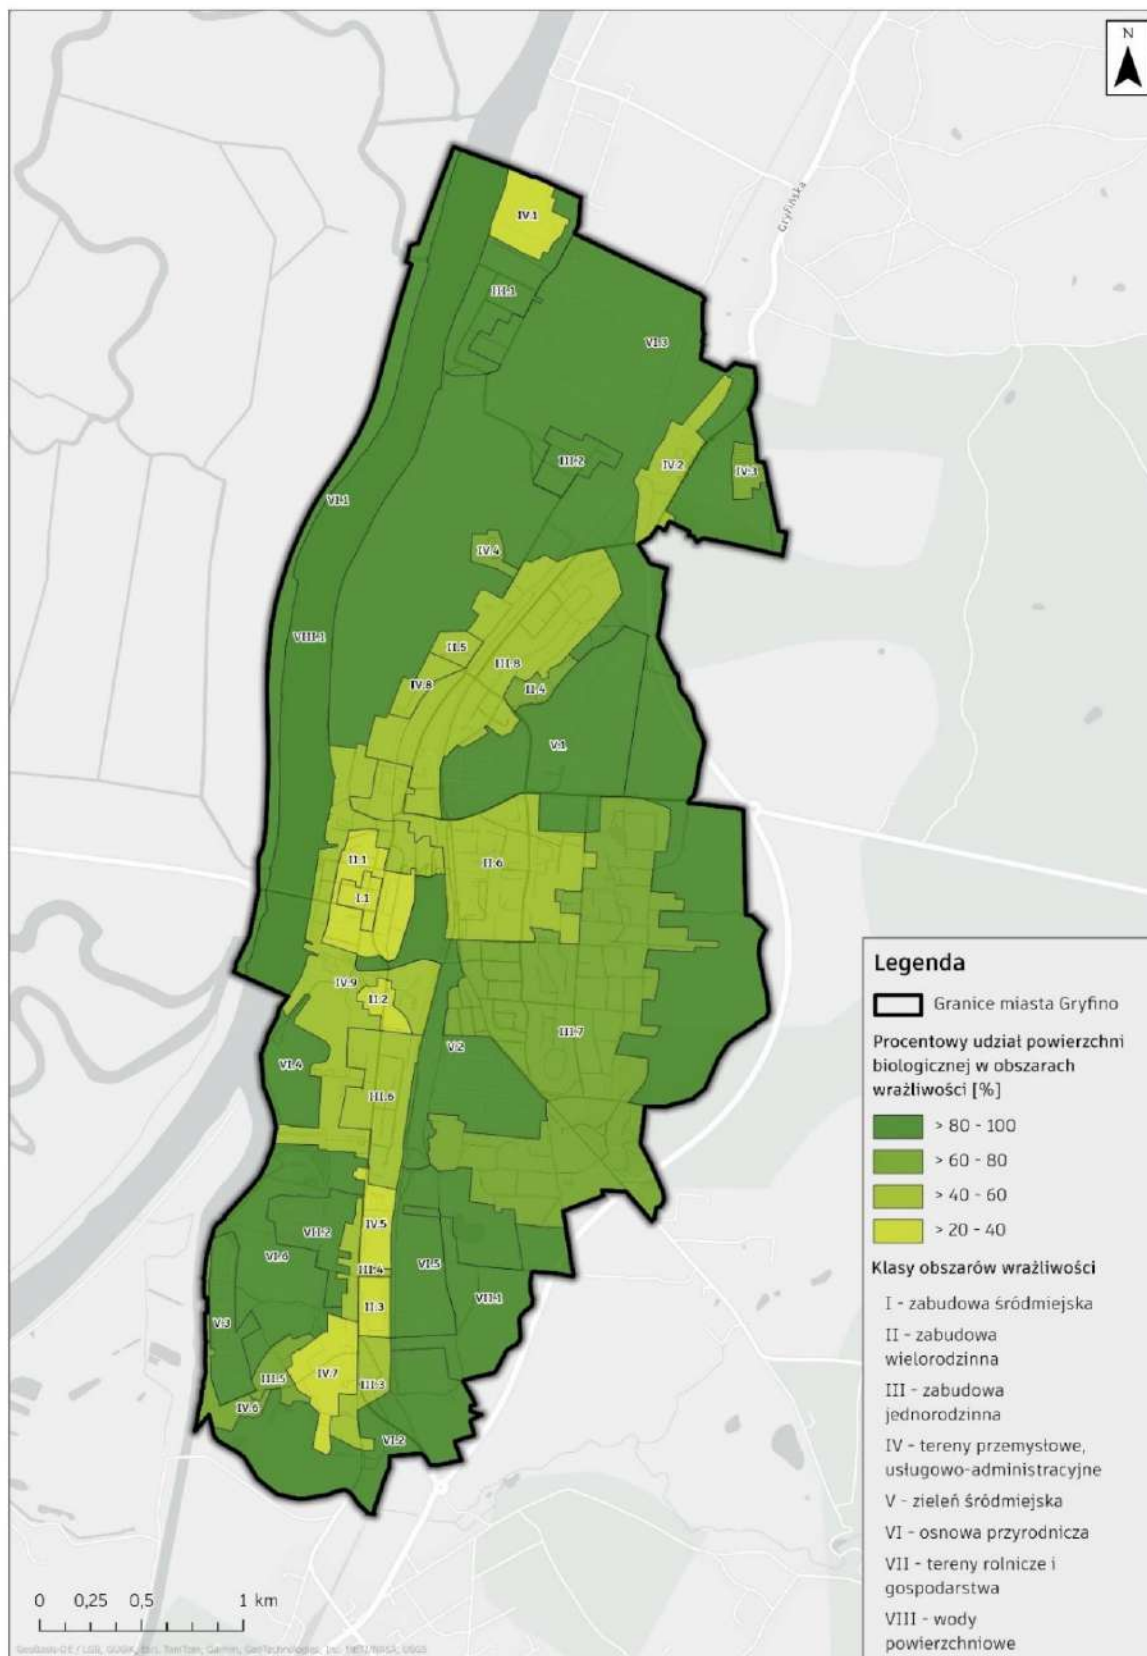 N
Gryfińska
IV.1
III.1
VI.3
III.2
IV.2
IV.3
VI.1
IV.4
VIII.1
II.5
III.8
IV.8
II.4
V.1
II.1
II.6
I.1
IV.9
II.2
III.7
V.2
VI.4
III.6
IV.5
VII.2
VI.6
III.4
VI.5
II.3
VII.1
V.3
IV.7
III.5
III.3
IV.6
VI.2
Legenda
Granice miasta Gryfino
Procentowy udział powierzchni
biologicznej w obszarach
wrażliwości [%]
> 80 - 100
> 60 - 80
> 40 - 60
> 20 - 40
Klasy obszarów wrażliwości
I - zabudowa śródmiejska
II - zabudowa
wielorodzinna
III - zabudowa
jednorodzinna
IV - tereny przemysłowe,
usługowo-administracyjne
V - zieleń śródmiejska
VI - osnowa przyrodnicza
VII - tereny rolnicze i
gospodarstwa
VIII - wody
powierzchniowe
0 0,25 0,5 1 km